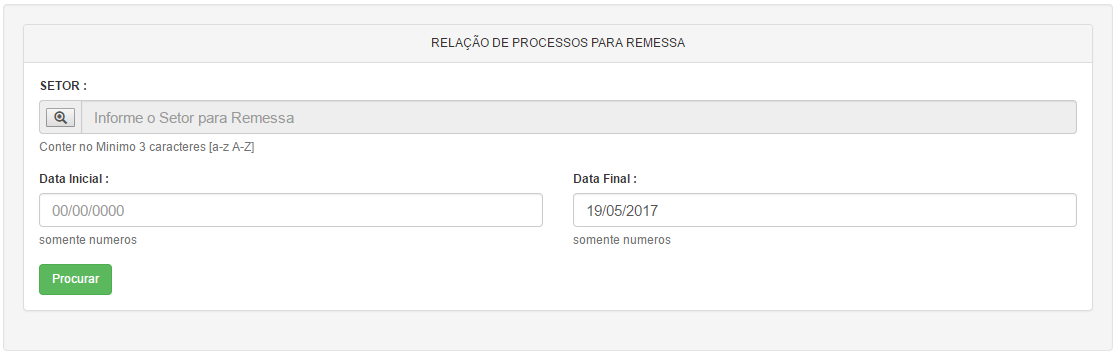 RELAÇÃO DE PROCESSOS PARA REMESSA
SETOR :
Informe o Setor para Remessa
Conter no Minimo 3 caracteres [a-z A-Z]
Data Inicial :
Data Final :
00/00/0000
19/05/2017
somente numeros
somente numeros
Procurar